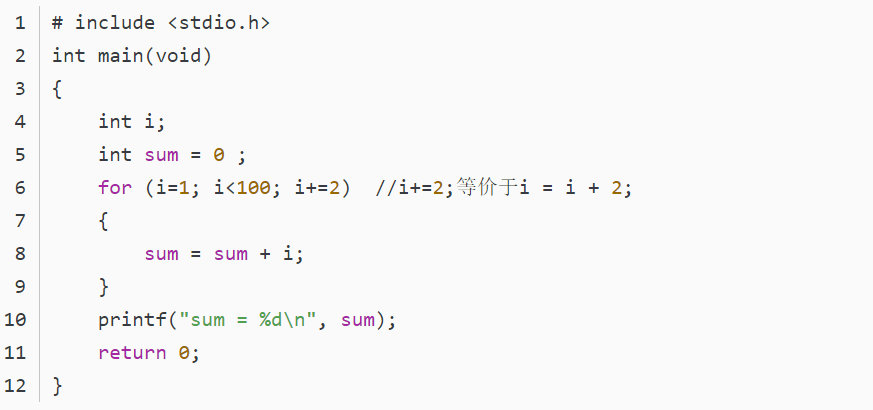 1 # include <stdio.h>
2 int main(void)
3 {
4     int i;
5     int sum = 0 ;
6     for (i=1; i<100; i+=2)  //i+=2;等价于i = i + 2;
7     {
8         sum = sum + i;
9     }
10     printf("sum = %d\n", sum);
11     return 0;
12 }